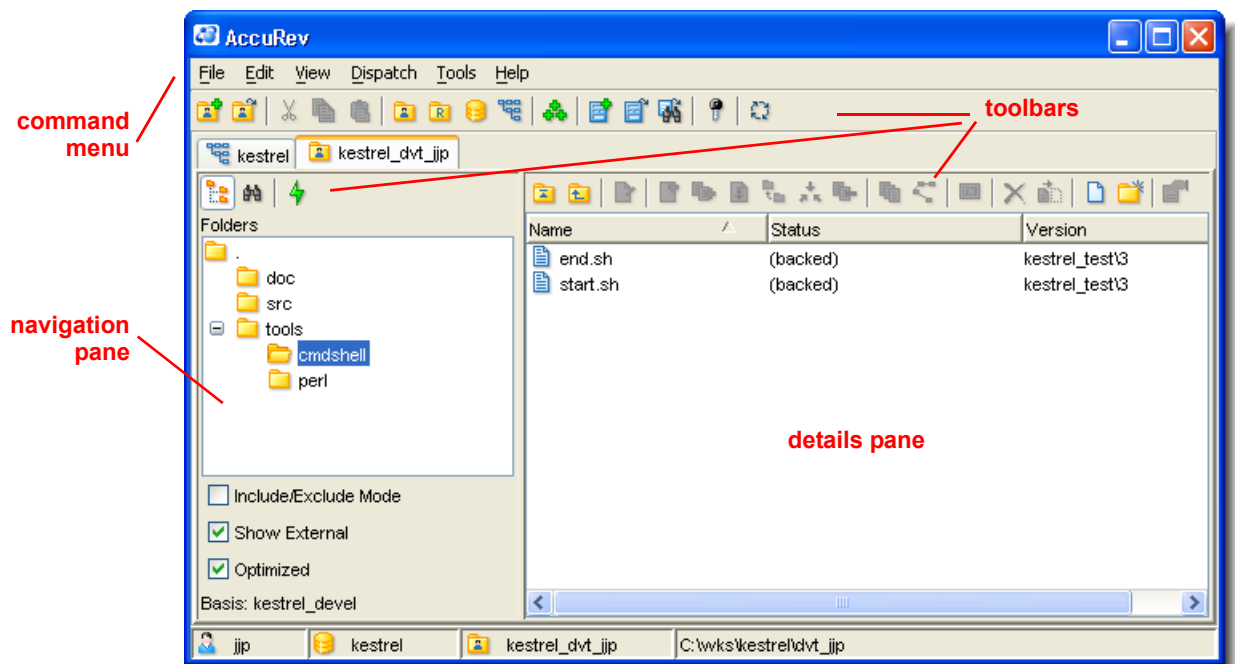 AccuRev
File Edit View Dispatch Tools Help
command
menu
toolbars
kestrel kestrel_dvt_jjp
Folders
Name Status Version
.
doc
src
tools
cmdshell
perl
end.sh (backed) kestrel_test\3
start.sh (backed) kestrel_test\3
navigation
pane
details pane
Include/Exclude Mode
Show External
Optimized
Basis: kestrel_devel
jjp kestrel kestrel_dvt_jjp C:\wks\kestrel\dvt_jjp